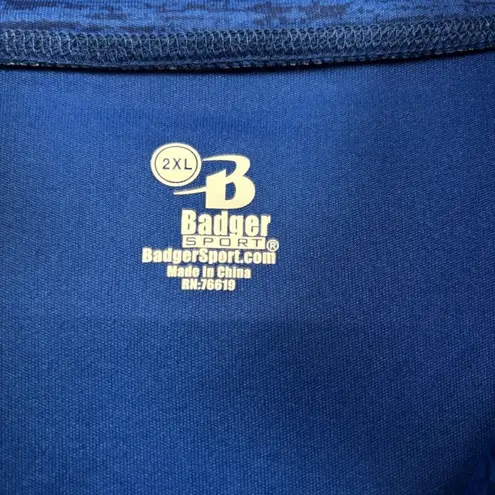 2XL
B
Badger
SPORT®
BadgerSport.com
Made in China
RN:76619